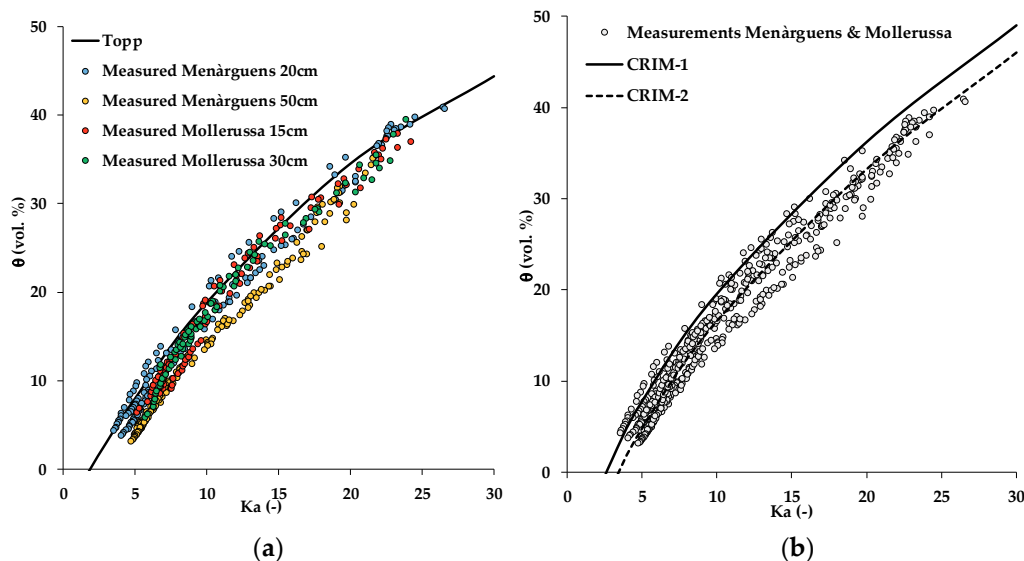 50
40
30
20
10
0
θ (vol. %)
Topp
Measured Menàrguens 20cm
Measured Menàrguens 50cm
Measured Mollerussa 15cm
Measured Mollerussa 30cm
0 5 10 15 20 25 30
Ka (-)
(a)
50
40
30
20
10
0
θ (vol. %)
Measurements Menàrguens & Mollerussa
CRIM-1
CRIM-2
0 5 10 15 20 25 30
Ka (-)
(b)